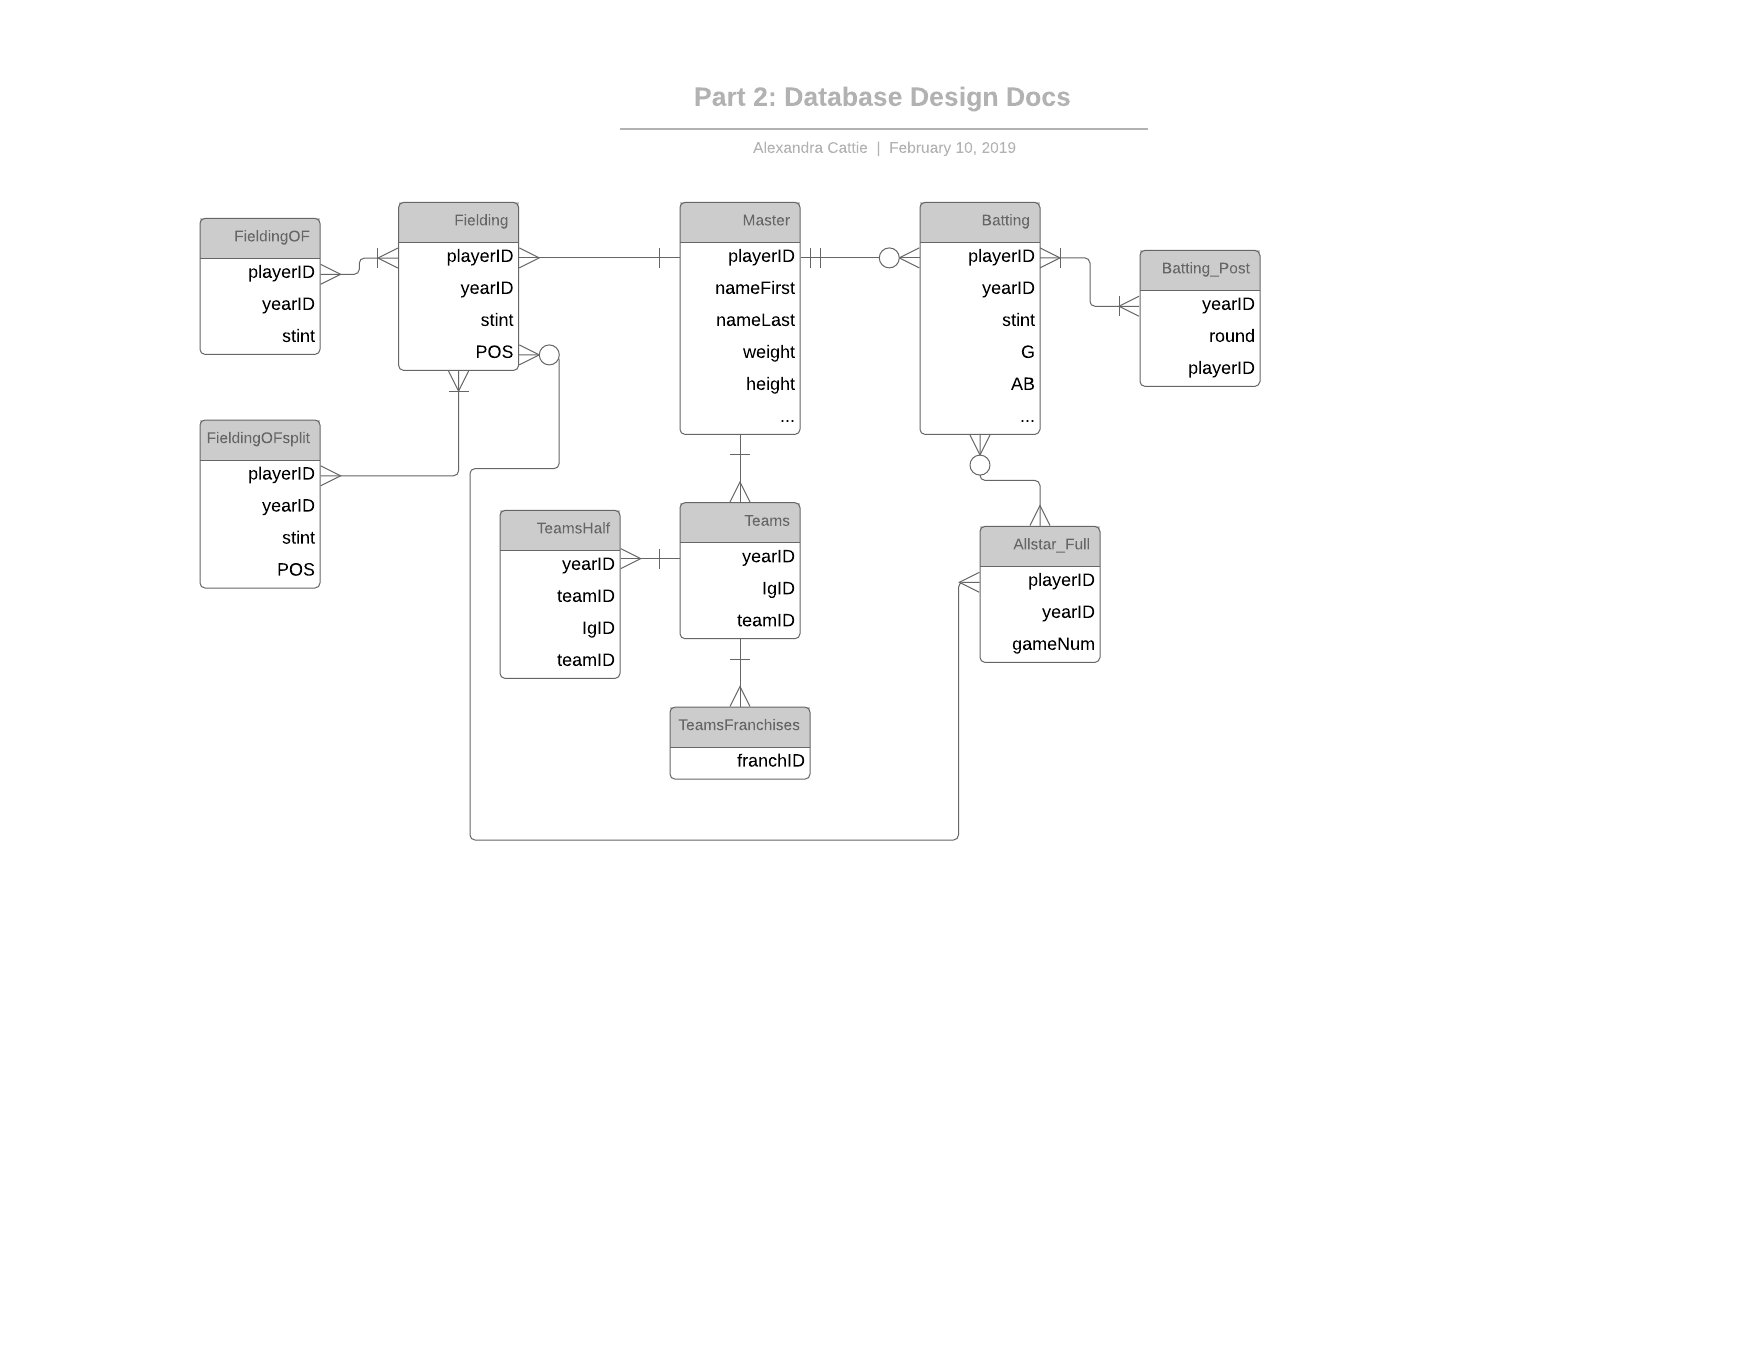 Part 2: Database Design Docs
Alexandra Cattie | February 10, 2019
FieldingOF
playerID
yearID
stint
Fielding
playerID
yearID
stint
POS
Master
playerID
nameFirst
nameLast
weight
height
...
Batting
playerID
yearID
stint
G
AB
...
Batting_Post
yearID
round
playerID
FieldingOFsplit
playerID
yearID
stint
POS
TeamsHalf
yearID
teamID
IgID
teamID
Teams
yearID
IgID
teamID
Allstar_Full
playerID
yearID
gameNum
TeamsFranchises
franchID